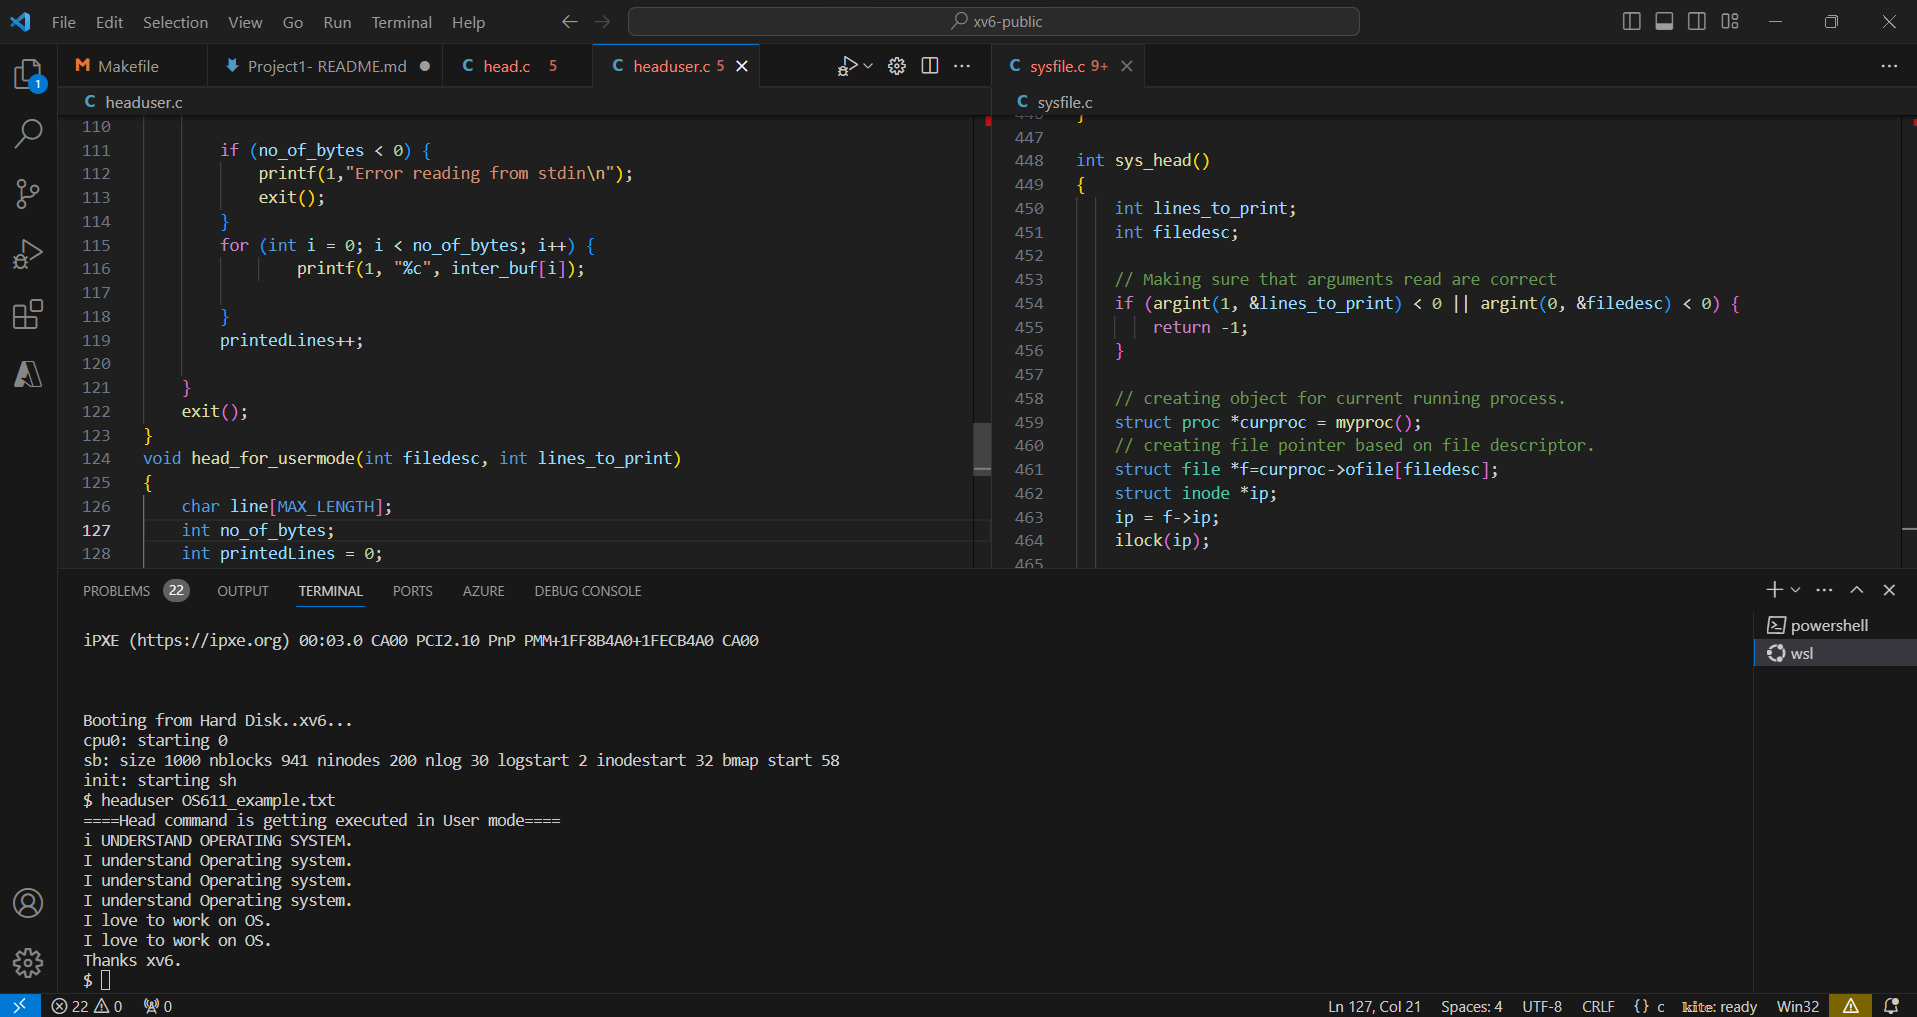 File Edit Selection View Go Run Terminal Help
xv6-public
Makefile
Project1- README.md
C head.c 5
C headuser.c 5
C sysfile.c 9+
1
C headuser.c
110
111 if (no_of_bytes < 0) {
112 printf(1,"Error reading from stdin\n");
113 exit();
114 }
115 for (int i = 0; i < no_of_bytes; i++) {
116 printf(1, "%c", inter_buf[i]);
117
118 }
119 printedLines++;
120
121 }
122 exit();
123 }
124 void head_for_usermode(int filedesc, int lines_to_print)
125 {
126 char line[MAX_LENGTH];
127 int no_of_bytes;
128 int printedLines = 0;
C sysfile.c
446 }
447
448 int sys_head()
449 {
450 int lines_to_print;
451 int filedesc;
452
453 // Making sure that arguments read are correct
454 if (argint(1, &lines_to_print) < 0 || argint(0, &filedesc) < 0) {
455 return -1;
456 }
457
458 // creating object for current running process.
459 struct proc *curproc = myproc();
460 // creating file pointer based on file descriptor.
461 struct file *f=curproc->ofile[filedesc];
462 struct inode *ip;
463 ip = f->ip;
464 ilock(ip);
465
PROBLEMS 22 OUTPUT TERMINAL PORTS AZURE DEBUG CONSOLE
iPXE (https://ipxe.org) 00:03.0 CA00 PCI2.10 PnP PMM+1FF8B4A0+1FECB4A0 CA00
Booting from Hard Disk..xv6...
cpu0: starting 0
sb: size 1000 nblocks 941 ninodes 200 nlog 30 logstart 2 inodestart 32 bmap start 58
init: starting sh
$ headuser OS611_example.txt
====Head command is getting executed in User mode====
i UNDERSTAND OPERATING SYSTEM.
I understand Operating system.
I understand Operating system.
I understand Operating system.
I love to work on OS.
I love to work on OS.
Thanks xv6.
$
powershell
wsl
22 0 0
Ln 127, Col 21 Spaces: 4 UTF-8 CRLF {} C kite: ready Win32